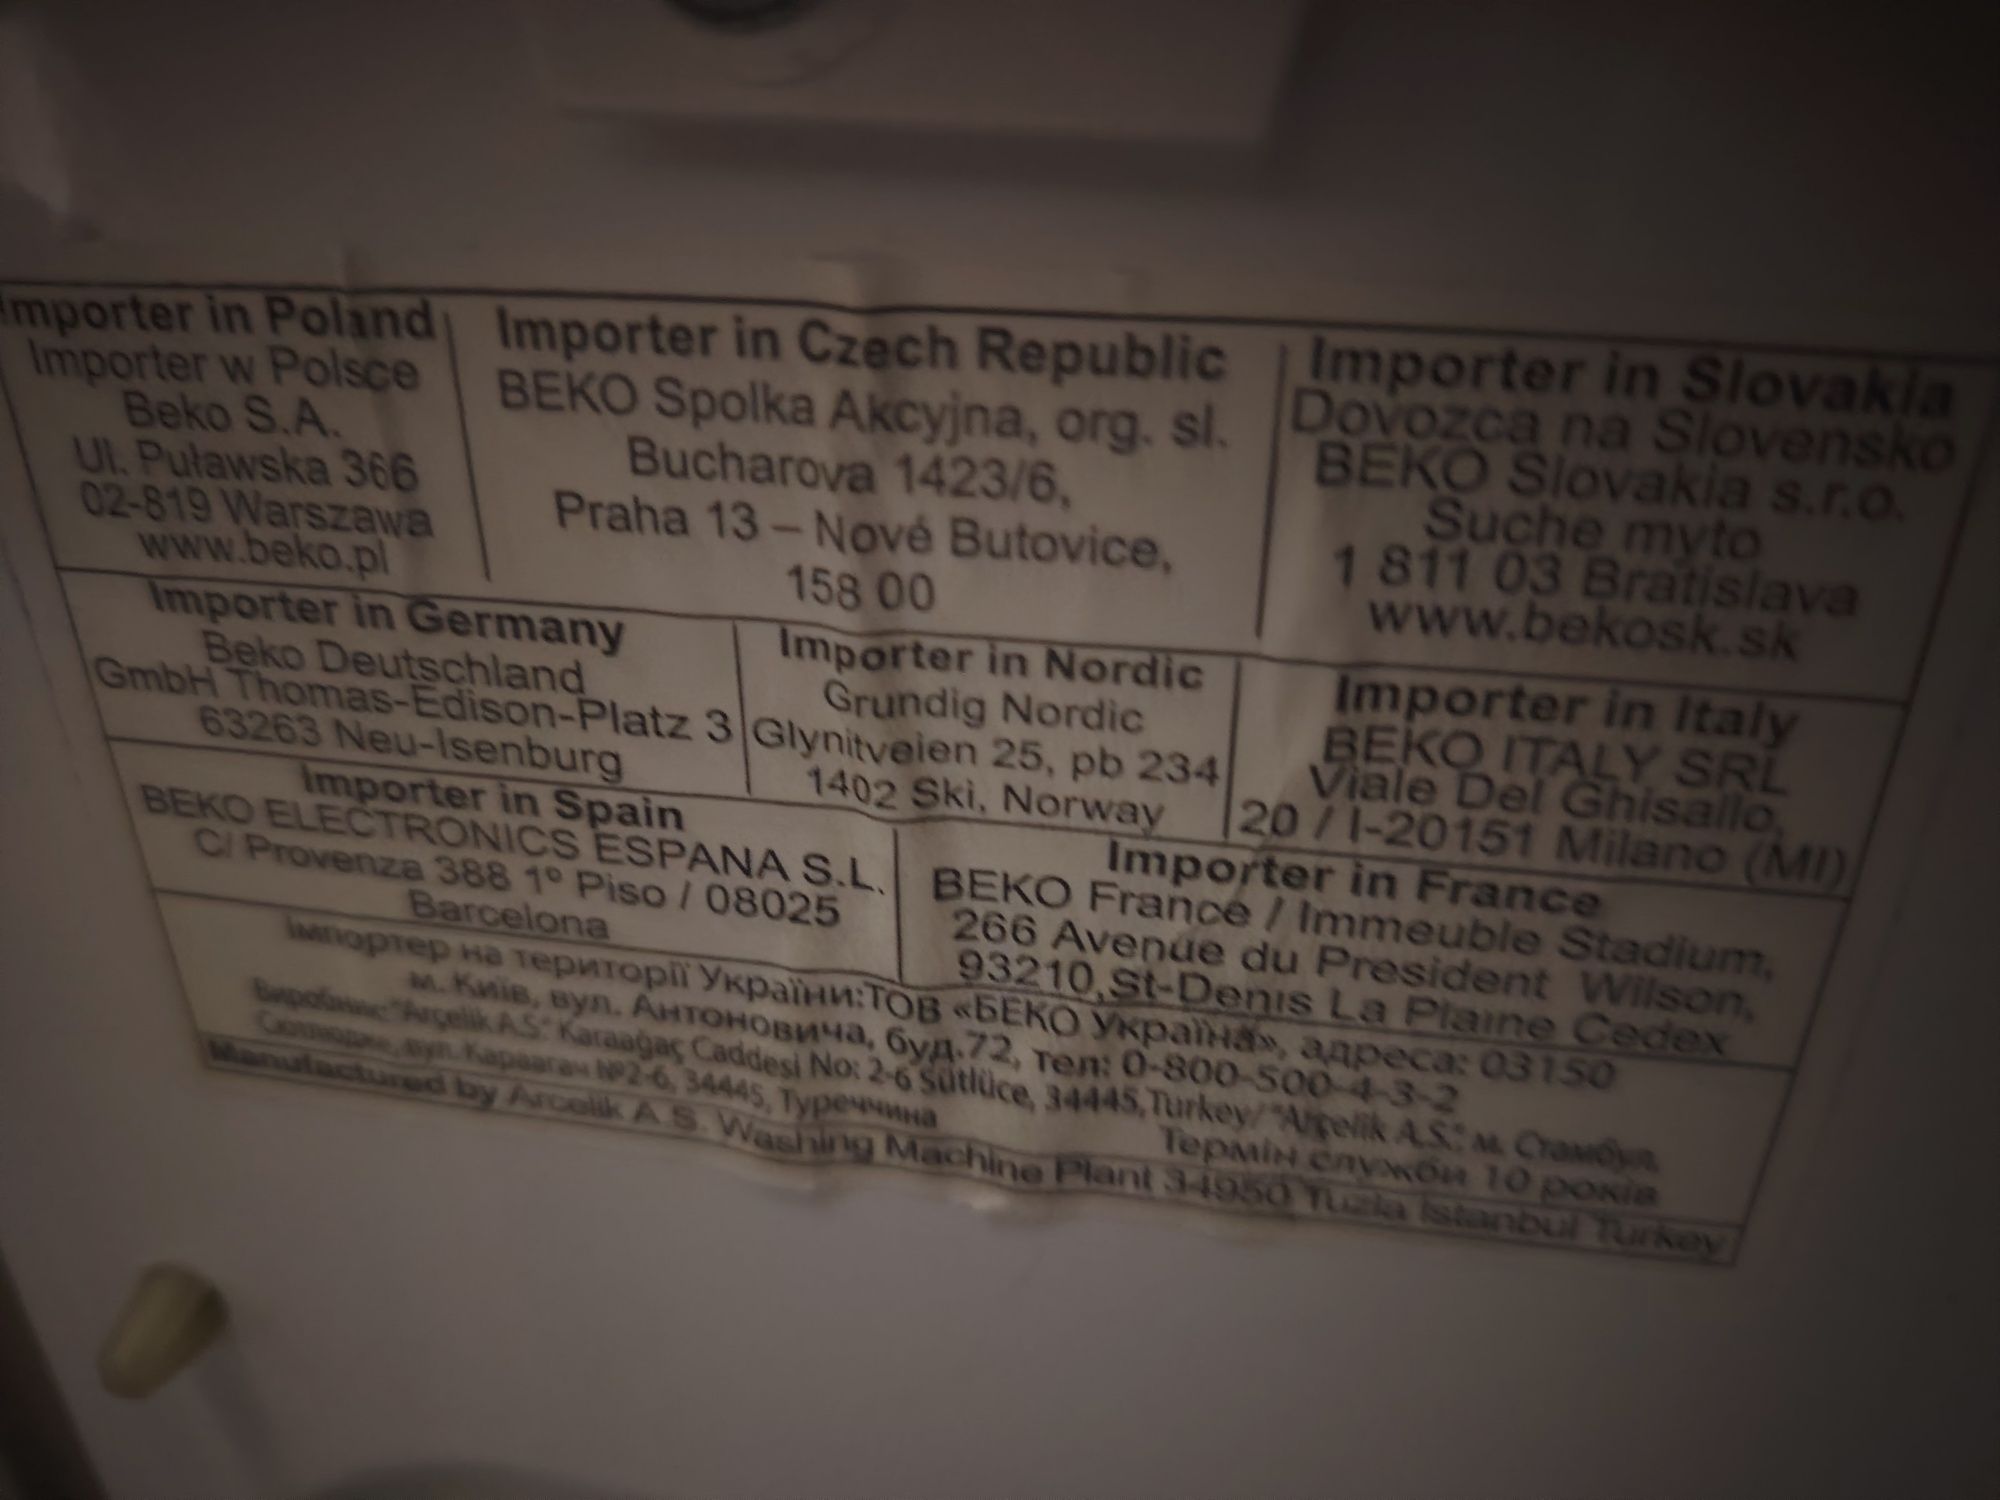 Importer in Poland
Importer w Polsce
Beko S.A.
Ul. Puławska 366
02-819 Warszawa
www.beko.pl
Importer in Czech Republic
BEKO Spolka Akcyjna, org. sl.
Bucharova 1423/6,
Praha 13 – Nové Butovice,
158 00
Importer in Slovakia
Dovozca na Slovensko
BEKO Slovakia s.r.o.
Suche myto
1 811 03 Bratislava
www.bekosk.sk
Importer in Germany
Beko Deutschland
GmbH Thomas-Edison-Platz 3
63263 Neu-Isenburg
Importer in Nordic
Grundig Nordic
Glynitveien 25, pb 234
1402 Ski, Norway
Importer in Italy
BEKO ITALY SRL
Viale Del Ghisallo,
20 / I-20151 Milano (MI)
Importer in Spain
BEKO ELECTRONICS ESPANA S.L.
C/ Provenza 388 1º Piso / 08025
Barcelona
Importer in France
BEKO France / Immeuble Stadium,
266 Avenue du President Wilson,
93210,St-Denis La Plaine Cedex
Імпортер на території України:ТОВ «БЕКО Україна», адреса: 03150
м. Київ, вул. Антоновича, буд.72, тел: 0-800-500-4-3-2
Виробник:"Arçelik A.S." Karaağaç Caddesi No: 2-6 Sütlüce, 34445,Turkey/ "Arçelik A.S." м. Стамбул,
вул. Караагач №2-6, 34445, Туреччина
Термін служби 10 років
Manufactured by Arcelik A.S. Washing Machine Plant 34950 Tuzla Istanbul Turkey